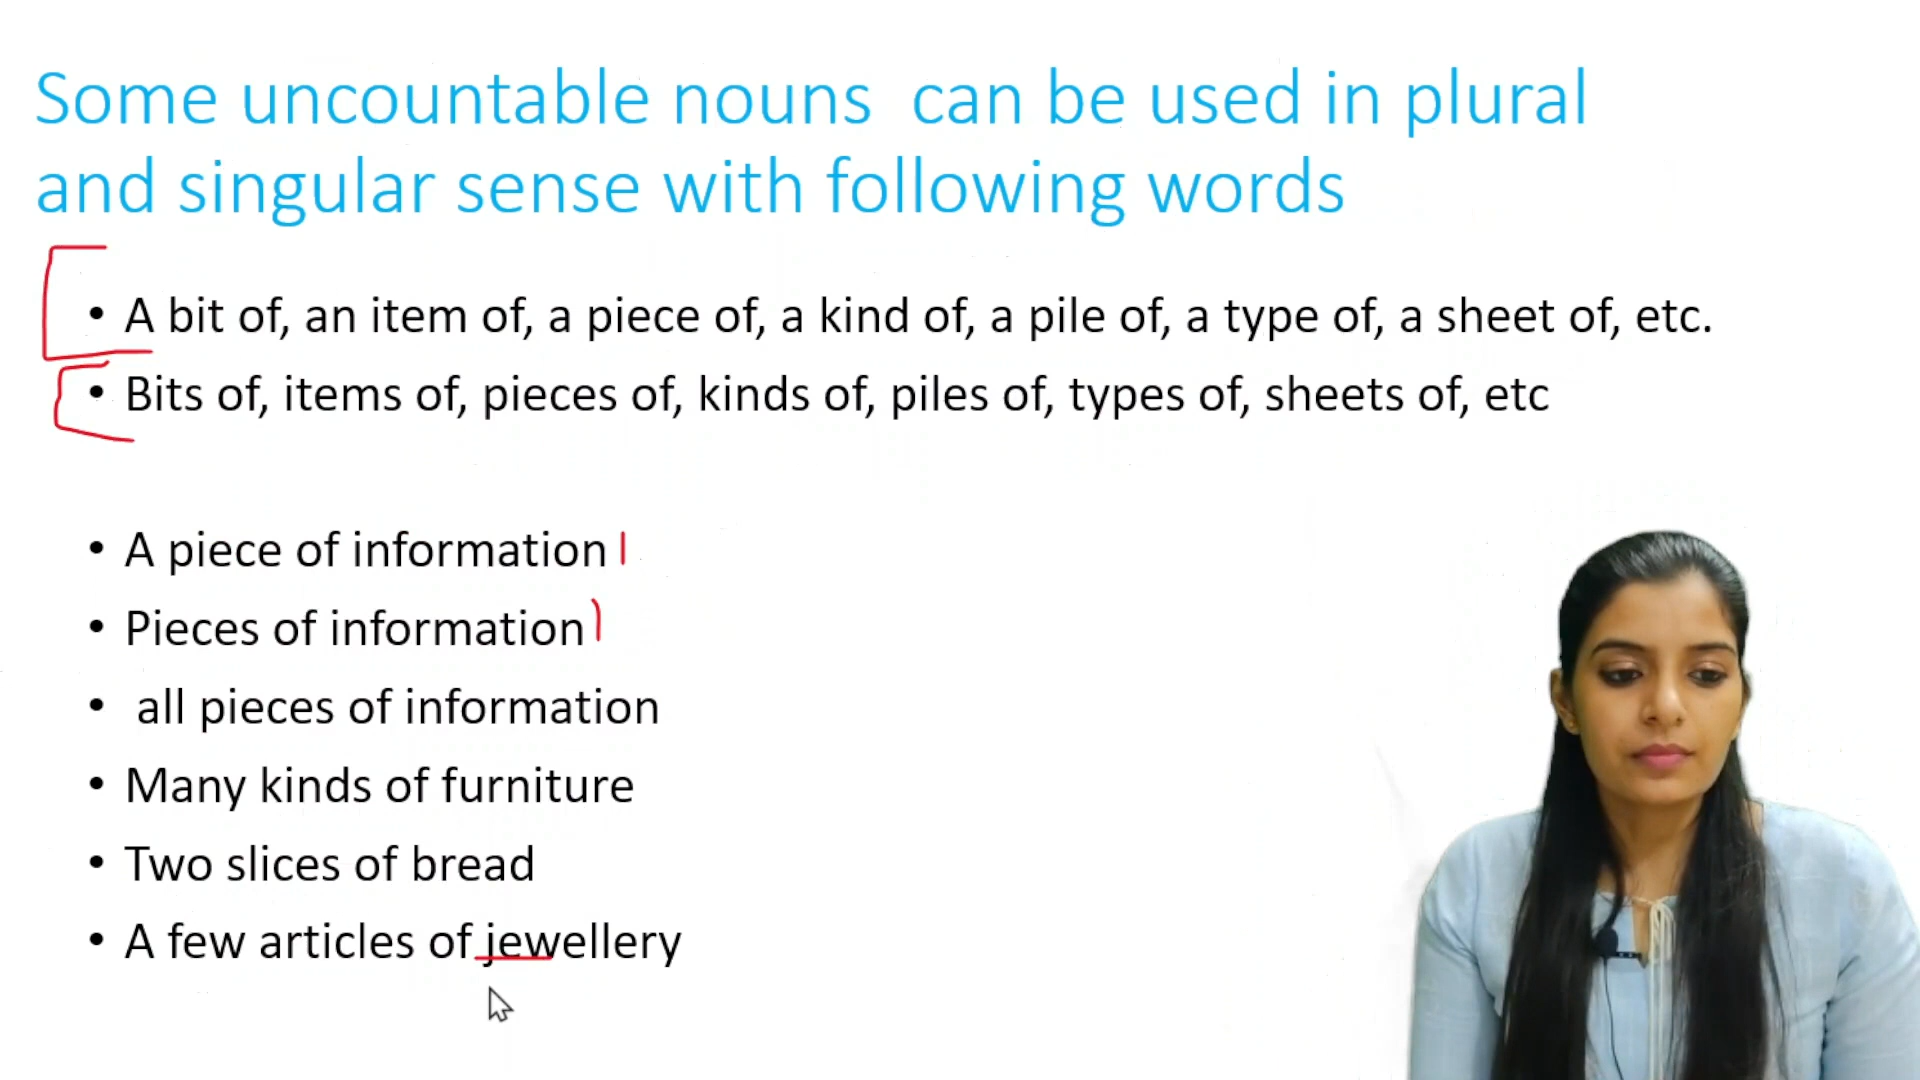 Some uncountable nouns can be used in plural
and singular sense with following words
• A bit of, an item of, a piece of, a kind of, a pile of, a type of, a sheet of, etc.
• Bits of, items of, pieces of, kinds of, piles of, types of, sheets of, etc
• A piece of information
• Pieces of information
• all pieces of information
• Many kinds of furniture
• Two slices of bread
• A few articles of jewellery